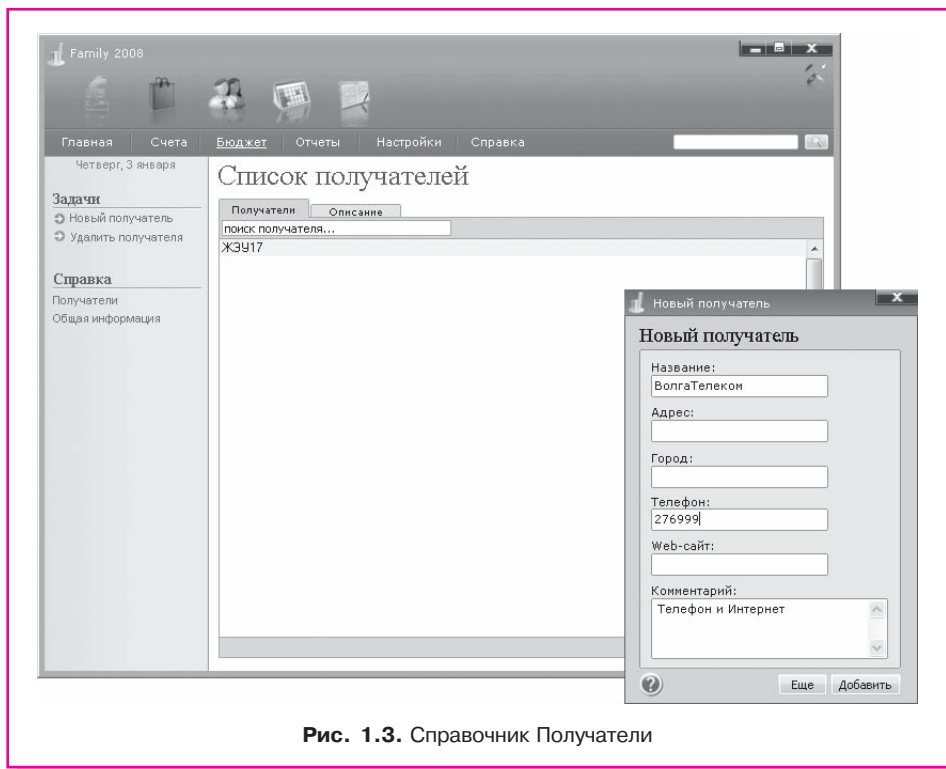 Family 2008
Главная Счета Бюджет Отчеты Настройки Справка
Четверг, 3 января
Задачи
Новый получатель
Удалить получателя
Справка
Получатели
Общая информация
Список получателей
Получатели Описание
поиск получателя...
ЖЭУ17
Новый получатель
Новый получатель
Название:
ВолгаТелеком
Адрес:
Город:
Телефон:
276999
Web-сайт:
Комментарий:
Телефон и Интернет
Еще Добавить
Рис. 1.3. Справочник Получатели